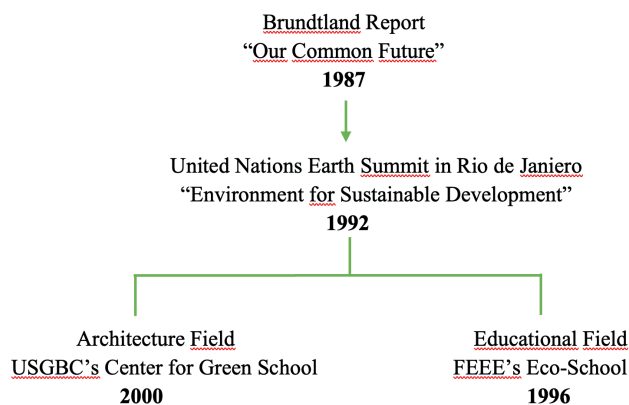 Brundtland Report
“Our Common Future”
1987
United Nations Earth Summit in Rio de Janiero
“Environment for Sustainable Development”
1992
Architecture Field
USGBC’s Center for Green School
2000
Educational Field
FEEE’s Eco-School
1996